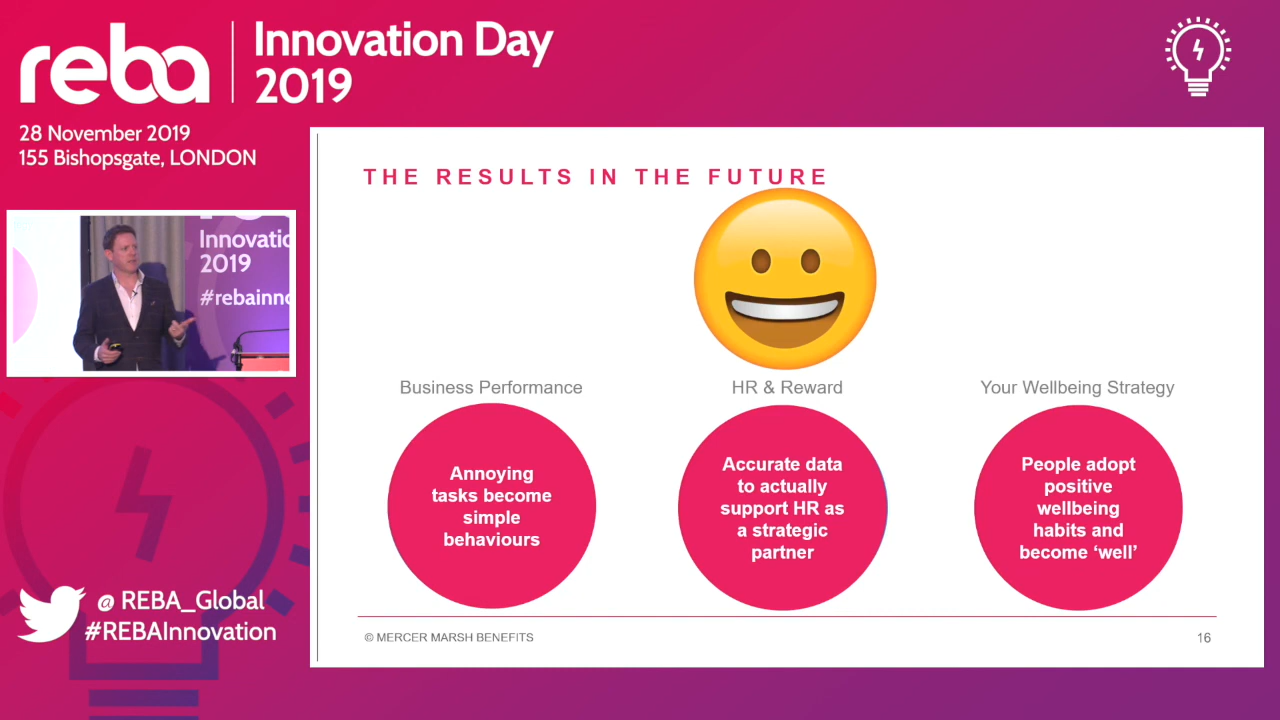 reba
Innovation Day
2019
28 November 2019
155 Bishopsgate, LONDON
Innovatio
2019
#rebainno
THE RESULTS IN THE FUTURE
Business Performance
Annoying
tasks become
simple
behaviours
HR & Reward
Accurate data
to actually
support HR as
a strategic
partner
Your Wellbeing Strategy
People adopt
positive
wellbeing
habits and
become ‘well’
© MERCER MARSH BENEFITS
16
@ REBA_Global
#REBAInnovation